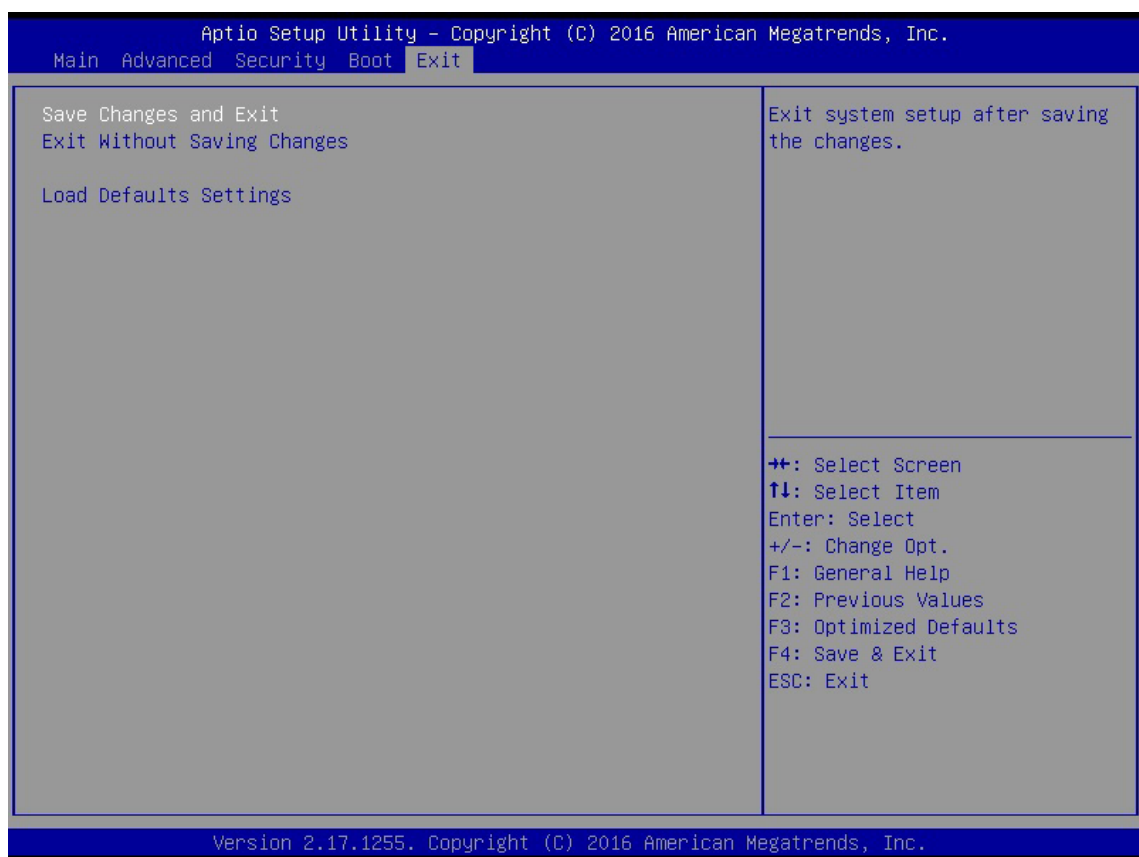 Aptio Setup Utility – Copyright (C) 2016 American Megatrends, Inc.
Main Advanced Security Boot Exit
Save Changes and Exit
Exit Without Saving Changes
Load Defaults Settings
Exit system setup after saving
the changes.
→←: Select Screen
↑↓: Select Item
Enter: Select
+/-: Change Opt.
F1: General Help
F2: Previous Values
F3: Optimized Defaults
F4: Save & Exit
ESC: Exit
Version 2.17.1255. Copyright (C) 2016 American Megatrends, Inc.